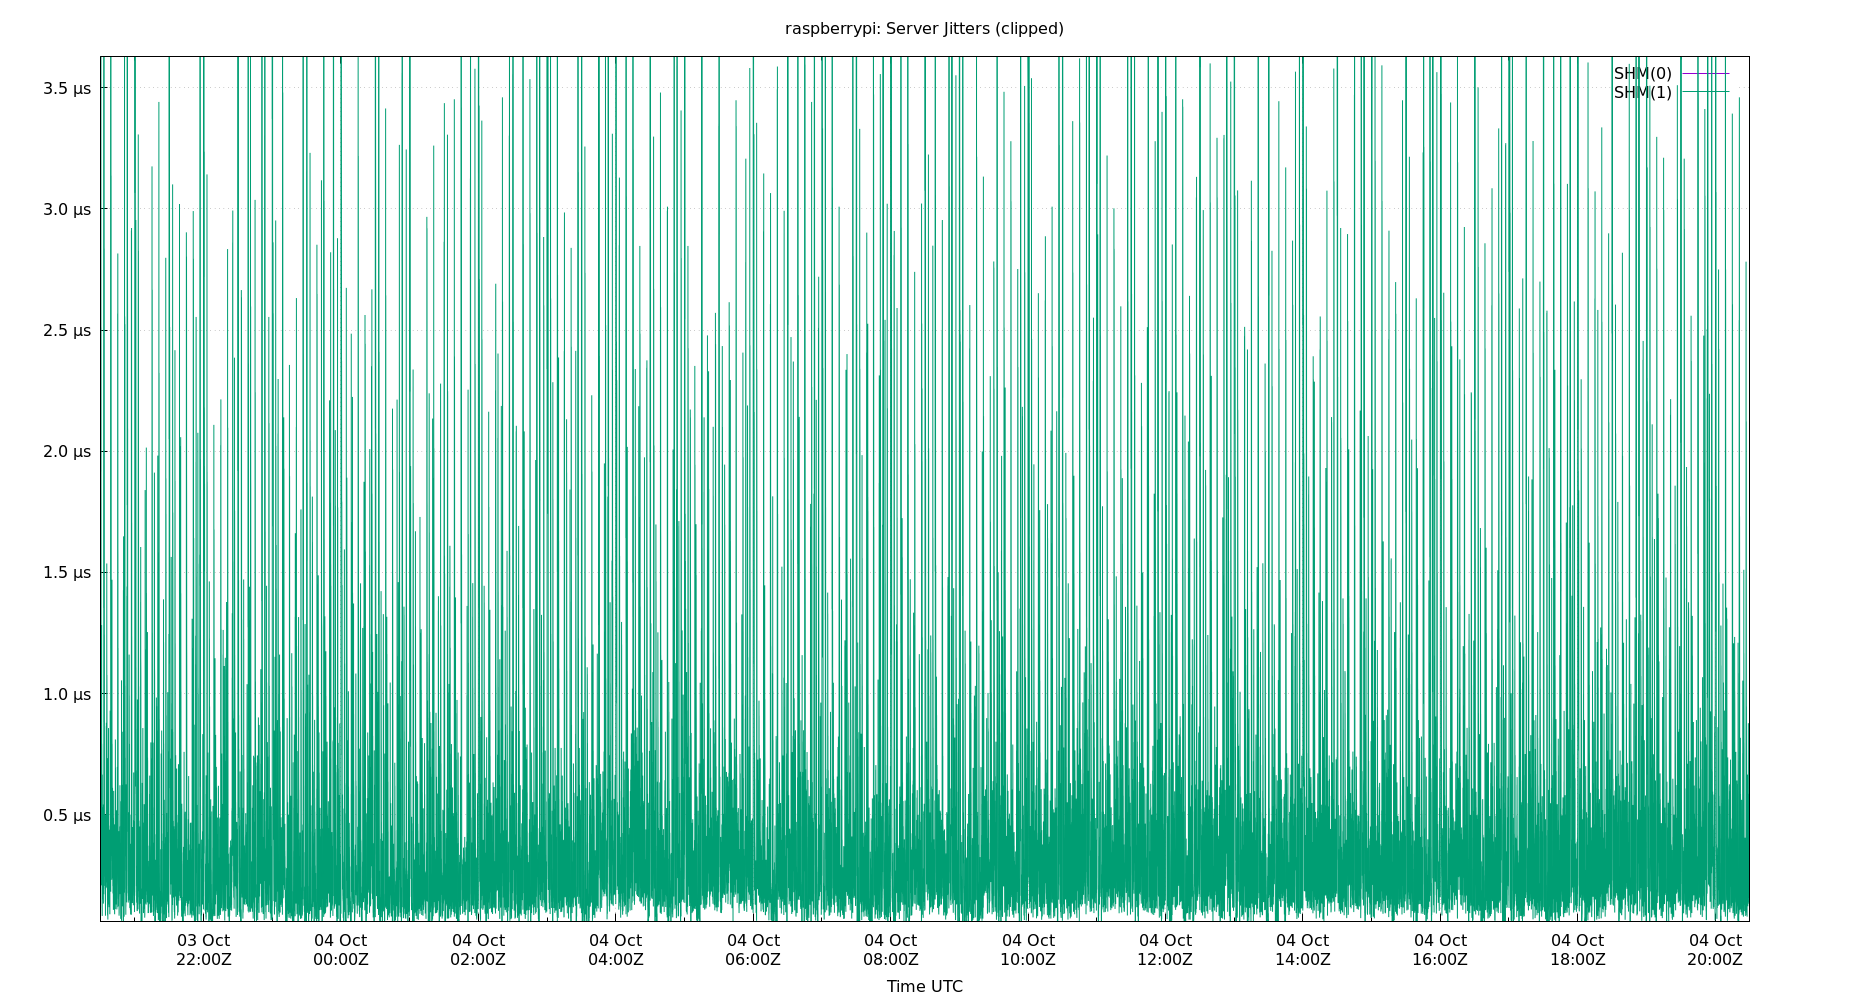 raspberrypi: Server Jitters (clipped)
SHM(0)
SHM(1)
3.5 µs
3.0 µs
2.5 µs
2.0 µs
1.5 µs
1.0 µs
0.5 µs
03 Oct 04 Oct 04 Oct 04 Oct 04 Oct 04 Oct 04 Oct 04 Oct 04 Oct 04 Oct 04 Oct 04 Oct
22:00Z 00:00Z 02:00Z 04:00Z 06:00Z 08:00Z 10:00Z 12:00Z 14:00Z 16:00Z 18:00Z 20:00Z
Time UTC